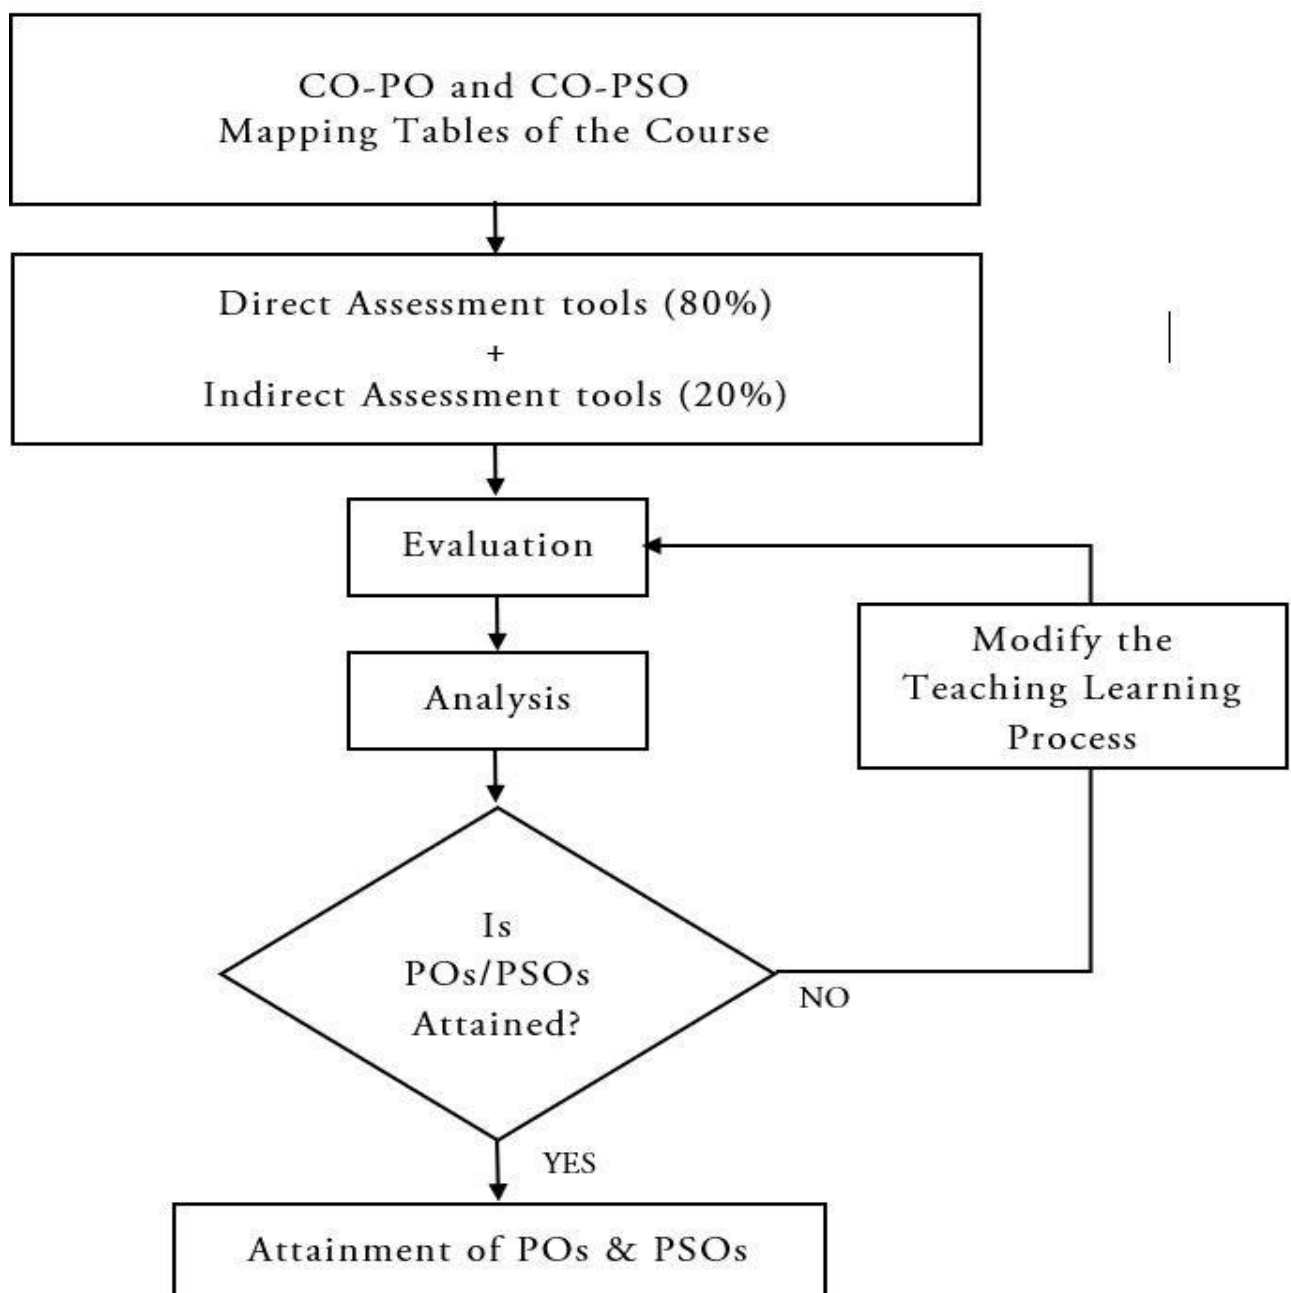 CO-PO and CO-PSO
Mapping Tables of the Course
Direct Assessment tools (80%)
+
Indirect Assessment tools (20%)
Evaluation
Analysis
Modify the
Teaching Learning
Process
Is
POs/PSOs
Attained?
NO
YES
Attainment of POs & PSOs